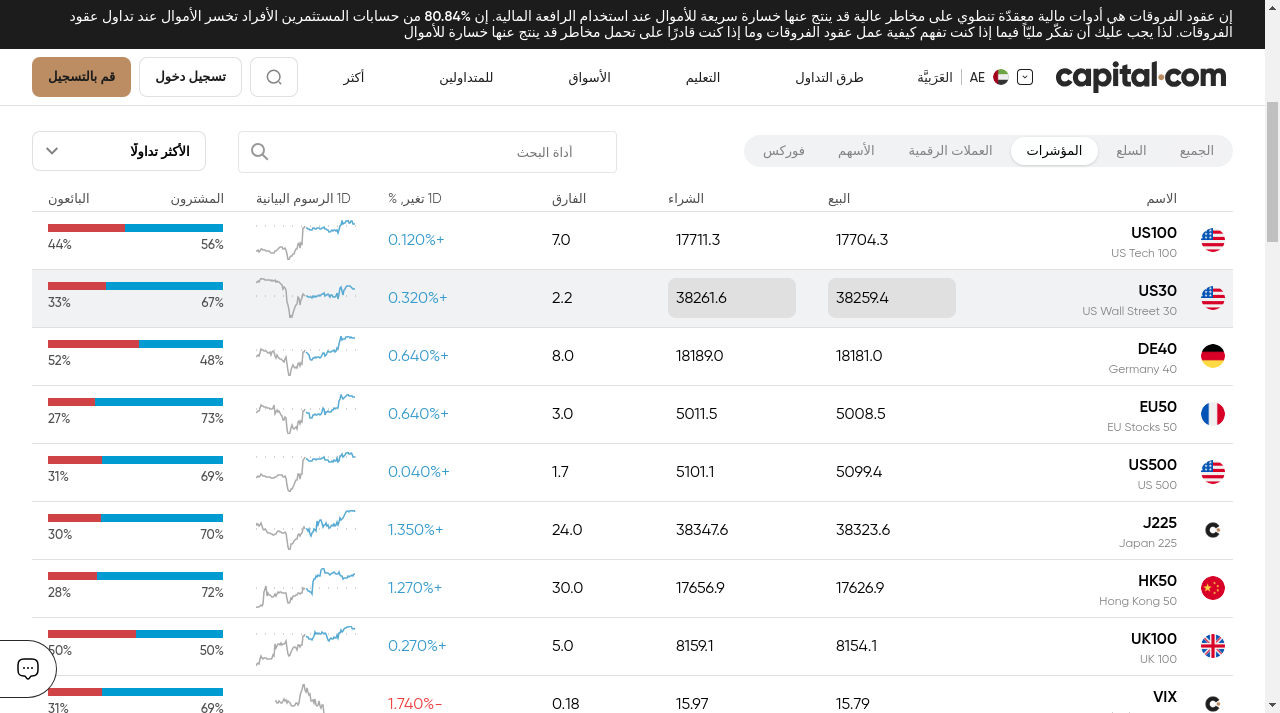 إن عقود الفروقات هي أدوات مالية معقدّة تنطوي على مخاطر عالية قد ينتج عنها خسارة سريعة للأموال عند استخدام الرافعة المالية. إن 80.84% من حسابات المستثمرين الأفراد تخسر الأموال عند تداول عقود
الفروقات. لذا يجب عليك أن تفكّر مليّاً فيما إذا كنت تفهم كيفية عمل عقود الفروقات وما إذا كنت قادرًا على تحمل مخاطر قد ينتج عنها خسارة للأموال
capital.com AE العَرَبيَّة طرق التداول التعليم الأسواق للمتداولين أكثر تسجيل دخول قم بالتسجيل
الجميع السلع المؤشرات العملات الرقمية الأسهم فوركس أداة البحث الأكثر تداولًا
الاسم البيع الشراء الفارق 1D تغير, % 1D الرسوم البيانية المشترون البائعون
US100 17704.3 17711.3 7.0 0.120%+ 56% 44%
US Tech 100
US30 38259.4 38261.6 2.2 0.320%+ 67% 33%
US Wall Street 30
DE40 18181.0 18189.0 8.0 0.640%+ 48% 52%
Germany 40
EU50 5008.5 5011.5 3.0 0.640%+ 73% 27%
EU Stocks 50
US500 5099.4 5101.1 1.7 0.040%+ 69% 31%
US 500
J225 38323.6 38347.6 24.0 1.350%+ 70% 30%
Japan 225
HK50 17626.9 17656.9 30.0 1.270%+ 72% 28%
Hong Kong 50
UK100 8154.1 8159.1 5.0 0.270%+ 50% 50%
UK 100
VIX 15.79 15.97 0.18 1.740%- 69% 31%